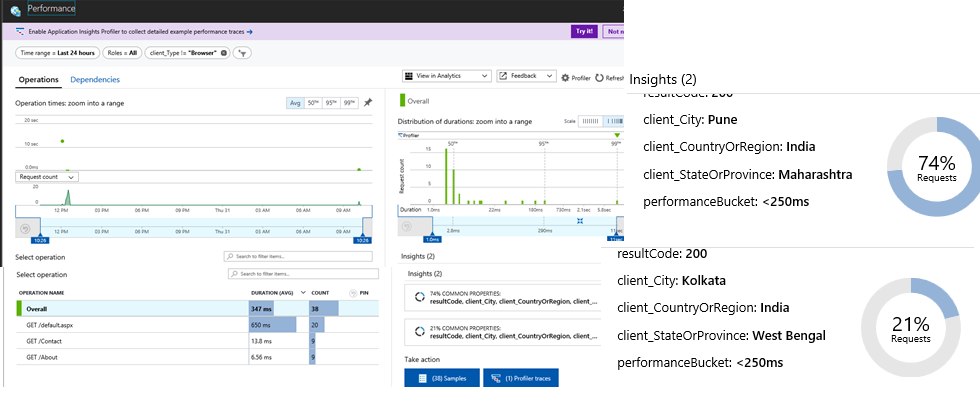 Performance
Enable Application Insights Profiler to collect detailed example performance traces →
Try it!
Not n
Time range = Last 24 hours
Roles = All
client_Type != "Browser"
Operations
Dependencies
View in Analytics
Feedback
Profiler
Refresh
Operation times: zoom into a range
Avg
50th
95th
99th
20 sec
10 sec
0.0ms
Request count
20
0
12 PM 03 PM 06 PM 09 PM Thu 31 03 AM 06 AM 09 AM
12 PM 03 PM 06 PM 09 PM Thu 31 03 AM 06 AM 09 AM
10:26
10:26
Overall
Distribution of durations: zoom into a range
Scale
Profiler
50th
95th
99th
Request count
15
10
5
0
Duration 1.0ms 22ms 180ms 730ms 2.1sec 5.8sec
2.8ms 290ms 11sec
1.0ms
Select operation
Search to filter items...
Select operation
Search to filter items...
OPERATION NAME DURATION (AVG) COUNT PIN
Overall 347 ms 38
GET /default.aspx 650 ms 20
GET /Contact 13.8 ms 9
GET /About 6.56 ms 9
Insights (2)
Insights (2)
74% COMMON PROPERTIES:
resultCode, client_City, client_CountryOrRegion, client_...
21% COMMON PROPERTIES:
resultCode, client_City, client_CountryOrRegion, client_...
Take action
(38) Samples
(1) Profiler traces
Insights (2)
resultCode: 200
client_City: Pune
client_CountryOrRegion: India
client_StateOrProvince: Maharashtra
performanceBucket: <250ms
74%
Requests
resultCode: 200
client_City: Kolkata
client_CountryOrRegion: India
client_StateOrProvince: West Bengal
performanceBucket: <250ms
21%
Requests